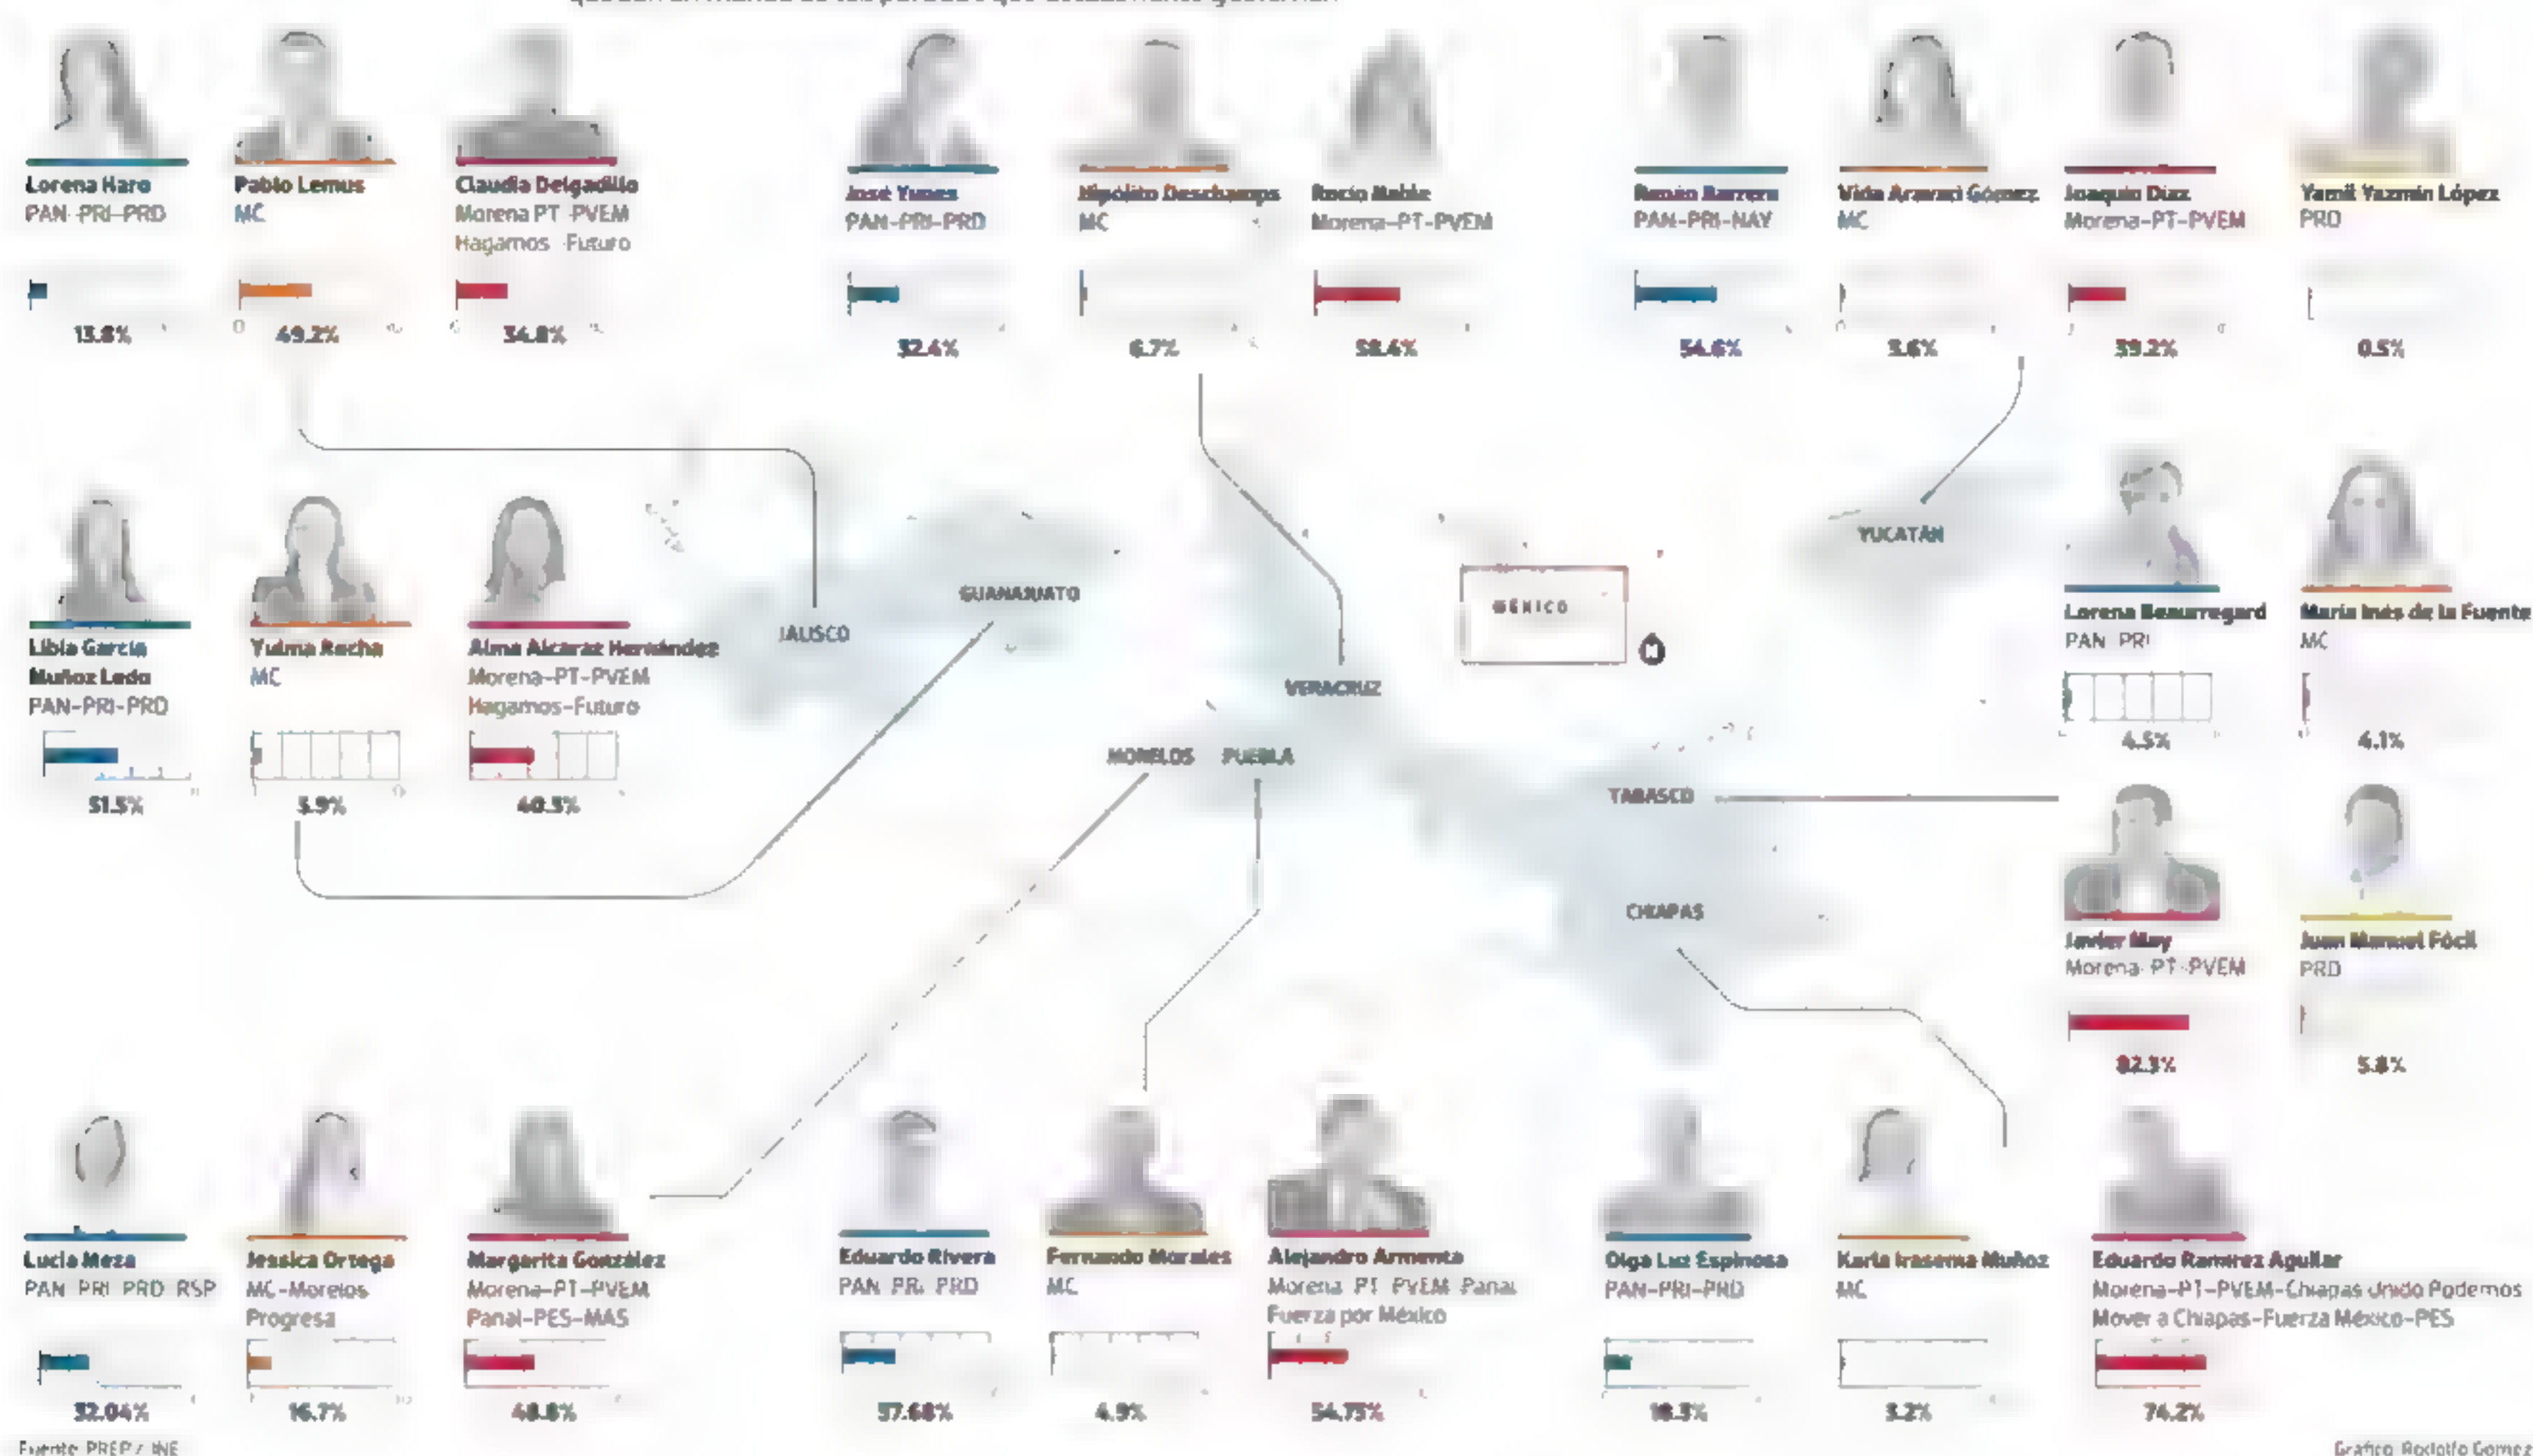 Lorena Haro
PAN-PRI-PRD
13.8%
Pablo Lemus
MC
49.2%
Claudia Delgadillo
Morena PT-PVEM
Hagamos-Futuro
34.8%
José Yunes
PAN-PRI-PRD
32.4%
Hipólito Deschamps
MC
6.7%
Rocío Nahle
Morena-PT-PVEM
58.4%
Renán Barrera
PAN-PRI-NAY
54.6%
Vida Aravari Gómez
MC
3.6%
Joaquín Díaz
Morena-PT-PVEM
39.2%
Yamil Yazmín López
PRD
0.5%
Libia García
Muñoz Ledo
PAN-PRI-PRD
51.5%
Yulma Rocha
MC
5.9%
Alma Alcaraz Hernández
Morena-PT-PVEM
Hagamos-Futuro
40.3%
JALISCO
GUANAJUATO
VERACRUZ
MÉXICO
N
YUCATÁN
MORELOS
PUEBLA
TABASCO
CHIAPAS
Lorena Beaurregard
PAN PRI
4.5%
María Inés de la Fuente
MC
4.1%
Javier May
Morena-PT-PVEM
82.3%
Juan Manuel Fócil
PRD
5.8%
Lucía Meza
PAN PRI PRD RSP
32.04%
Jessica Ortega
MC-Morelos
Progresa
16.7%
Margarita González
Morena-PT-PVEM
Panal-PES-MAS
48.8%
Eduardo Rivera
PAN PRI PRD
37.68%
Fernando Morales
MC
4.9%
Alejandro Armenta
Morena PT PVEM Panal
Fuerza por México
54.75%
Olga Luz Espinosa
PAN-PRI-PRD
18.3%
Karla Irasema Muñoz
MC
3.2%
Eduardo Ramírez Aguilar
Morena-PT-PVEM-Chiapas Unido Podemos
Mover a Chiapas-Fuerza México-PES
74.2%
Fuente PREP / INE
Gráfico Rodolfo Gómez